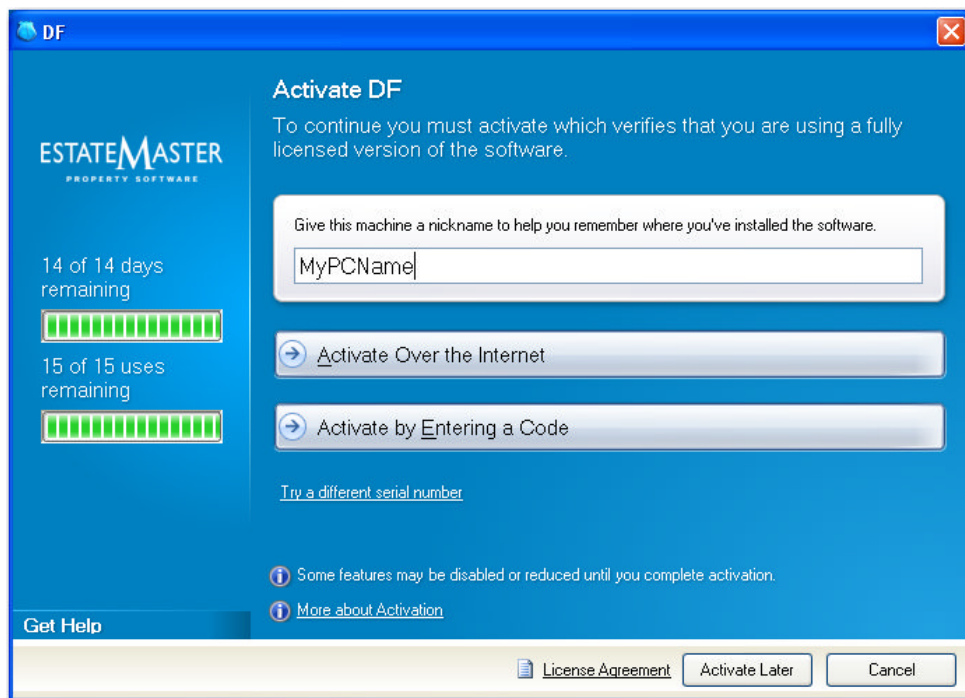 DF
ESTATEMASTER
PROPERTY SOFTWARE
14 of 14 days
remaining
15 of 15 uses
remaining
Get Help
Activate DF
To continue you must activate which verifies that you are using a fully
licensed version of the software.
Give this machine a nickname to help you remember where you've installed the software.
MyPCName
Activate Over the Internet
Activate by Entering a Code
Try a different serial number
Some features may be disabled or reduced until you complete activation.
More about Activation
License Agreement
Activate Later
Cancel